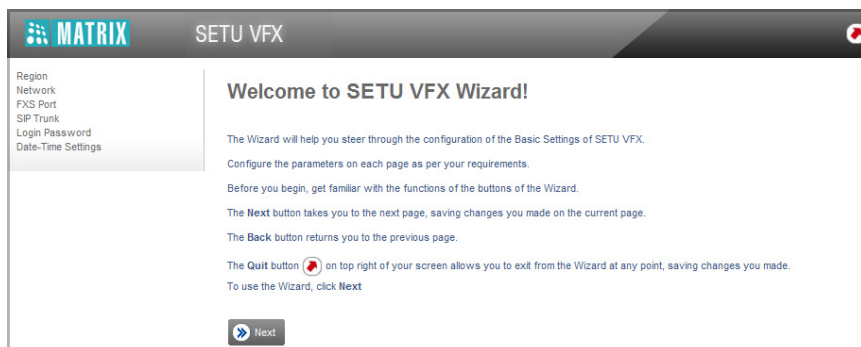 MATRIX SETU VFX
Region
Network
FXS Port
SIP Trunk
Login Password
Date-Time Settings
Welcome to SETU VFX Wizard!
The Wizard will help you steer through the configuration of the Basic Settings of SETU VFX.
Configure the parameters on each page as per your requirements.
Before you begin, get familiar with the functions of the buttons of the Wizard.
The Next button takes you to the next page, saving changes you made on the current page.
The Back button returns you to the previous page.
The Quit button on top right of your screen allows you to exit from the Wizard at any point, saving changes you made.
To use the Wizard, click Next
Next